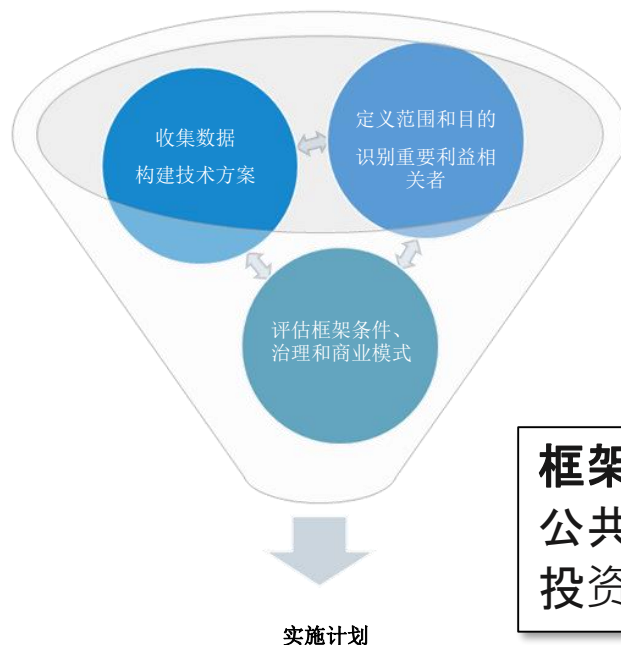 收集数据
构建技术方案
定义范围和目的
识别重要利益相
关者
评估框架条件、
治理和商业模式
框架
公共
投资
实施计划